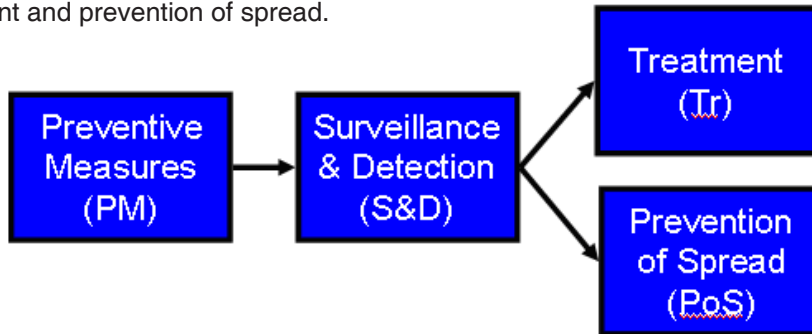 nt and prevention of spread.
Treatment
(Tr)
Preventive
Measures
(PM)
Surveillance
& Detection
(S&D)
Prevention
of Spread
(PoS)